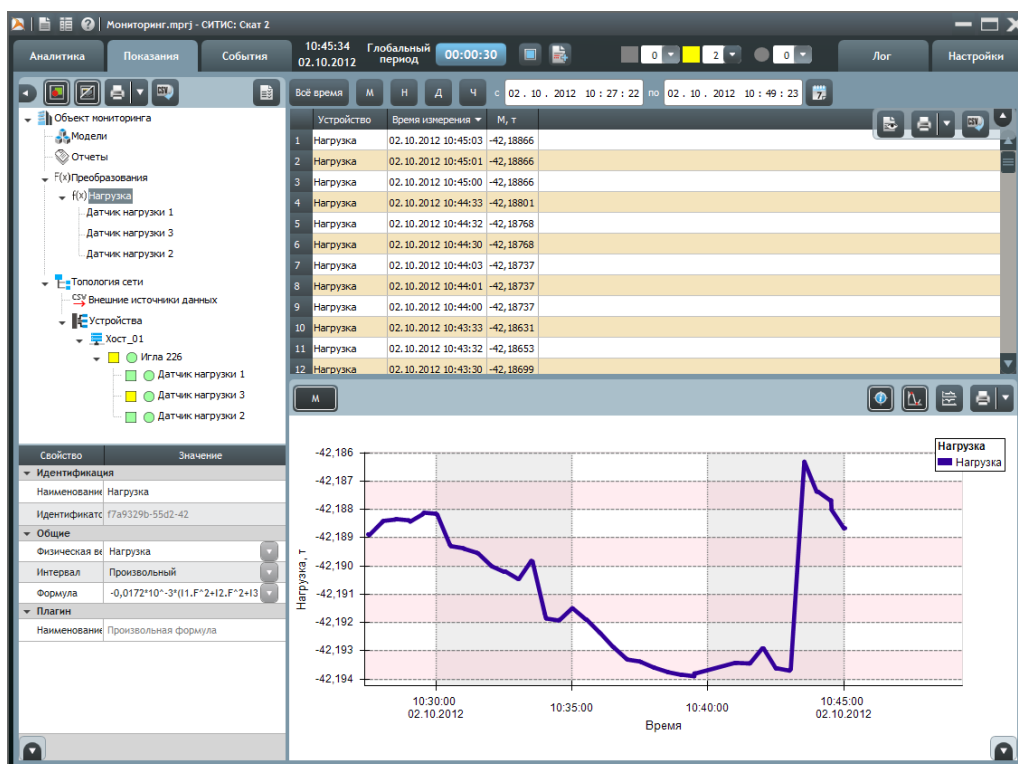 Мониторинг.mprj - СИТИС: Скат 2
Аналитика Показания События 10:45:34 02.10.2012 Глобальный период 00:00:30 0 2 0 Лог Настройки
Всё время М Н Д Ч с 02 . 10 . 2012 10 : 27 : 22 по 02 . 10 . 2012 10 : 49 : 23
Объект мониторинга
Модели
Отчеты
F(x) Преобразования
f(x) Нагрузка
Датчик нагрузки 1
Датчик нагрузки 3
Датчик нагрузки 2
Топология сети
CSV Внешние источники данных
Устройства
Хост_01
Игла 226
Датчик нагрузки 1
Датчик нагрузки 3
Датчик нагрузки 2
Устройство Время измерения М, т
1 Нагрузка 02.10.2012 10:45:03 -42,18866
2 Нагрузка 02.10.2012 10:45:01 -42,18866
3 Нагрузка 02.10.2012 10:45:00 -42,18866
4 Нагрузка 02.10.2012 10:44:33 -42,18801
5 Нагрузка 02.10.2012 10:44:32 -42,18768
6 Нагрузка 02.10.2012 10:44:30 -42,18768
7 Нагрузка 02.10.2012 10:44:03 -42,18737
8 Нагрузка 02.10.2012 10:44:01 -42,18737
9 Нагрузка 02.10.2012 10:44:00 -42,18737
10 Нагрузка 02.10.2012 10:43:33 -42,18631
11 Нагрузка 02.10.2012 10:43:32 -42,18653
12 Нагрузка 02.10.2012 10:43:30 -42,18699
Свойство Значение
Идентификация
Наименование Нагрузка
Идентификатс f7a9329b-55d2-42
Общие
Физическая ве Нагрузка
Интервал Произвольный
Формула -0,0172*10^-3*(I1.F^2+I2.F^2+I3
Плагин
Наименование Произвольная формула
М
Нагрузка
Нагрузка
-42,186
-42,187
-42,188
-42,189
-42,190
-42,191
-42,192
-42,193
-42,194
Нагрузка, т
10:30:00 10:35:00 10:40:00 10:45:00
02.10.2012 02.10.2012
Время